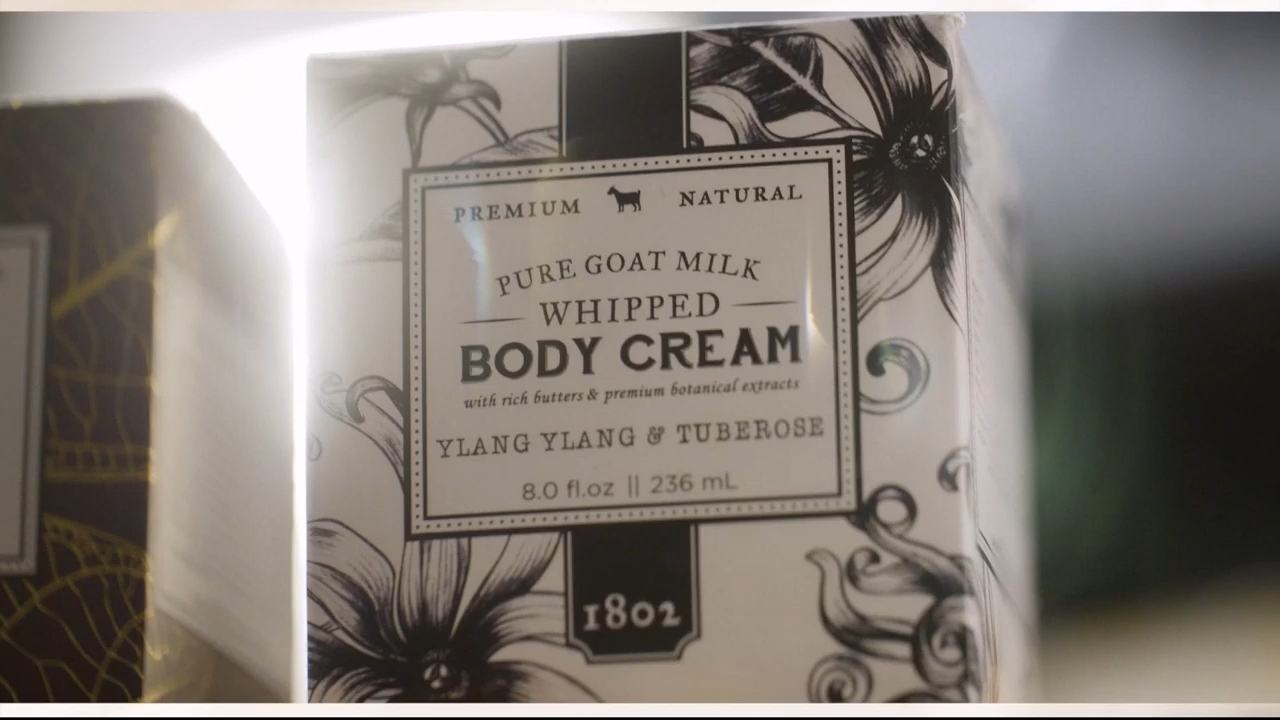 PREMIUM NATURAL
PURE GOAT MILK
WHIPPED
BODY CREAM
with rich butters & premium botanical extracts
YLANG YLANG & TUBEROSE
8.0 fl.oz || 236 mL
1802